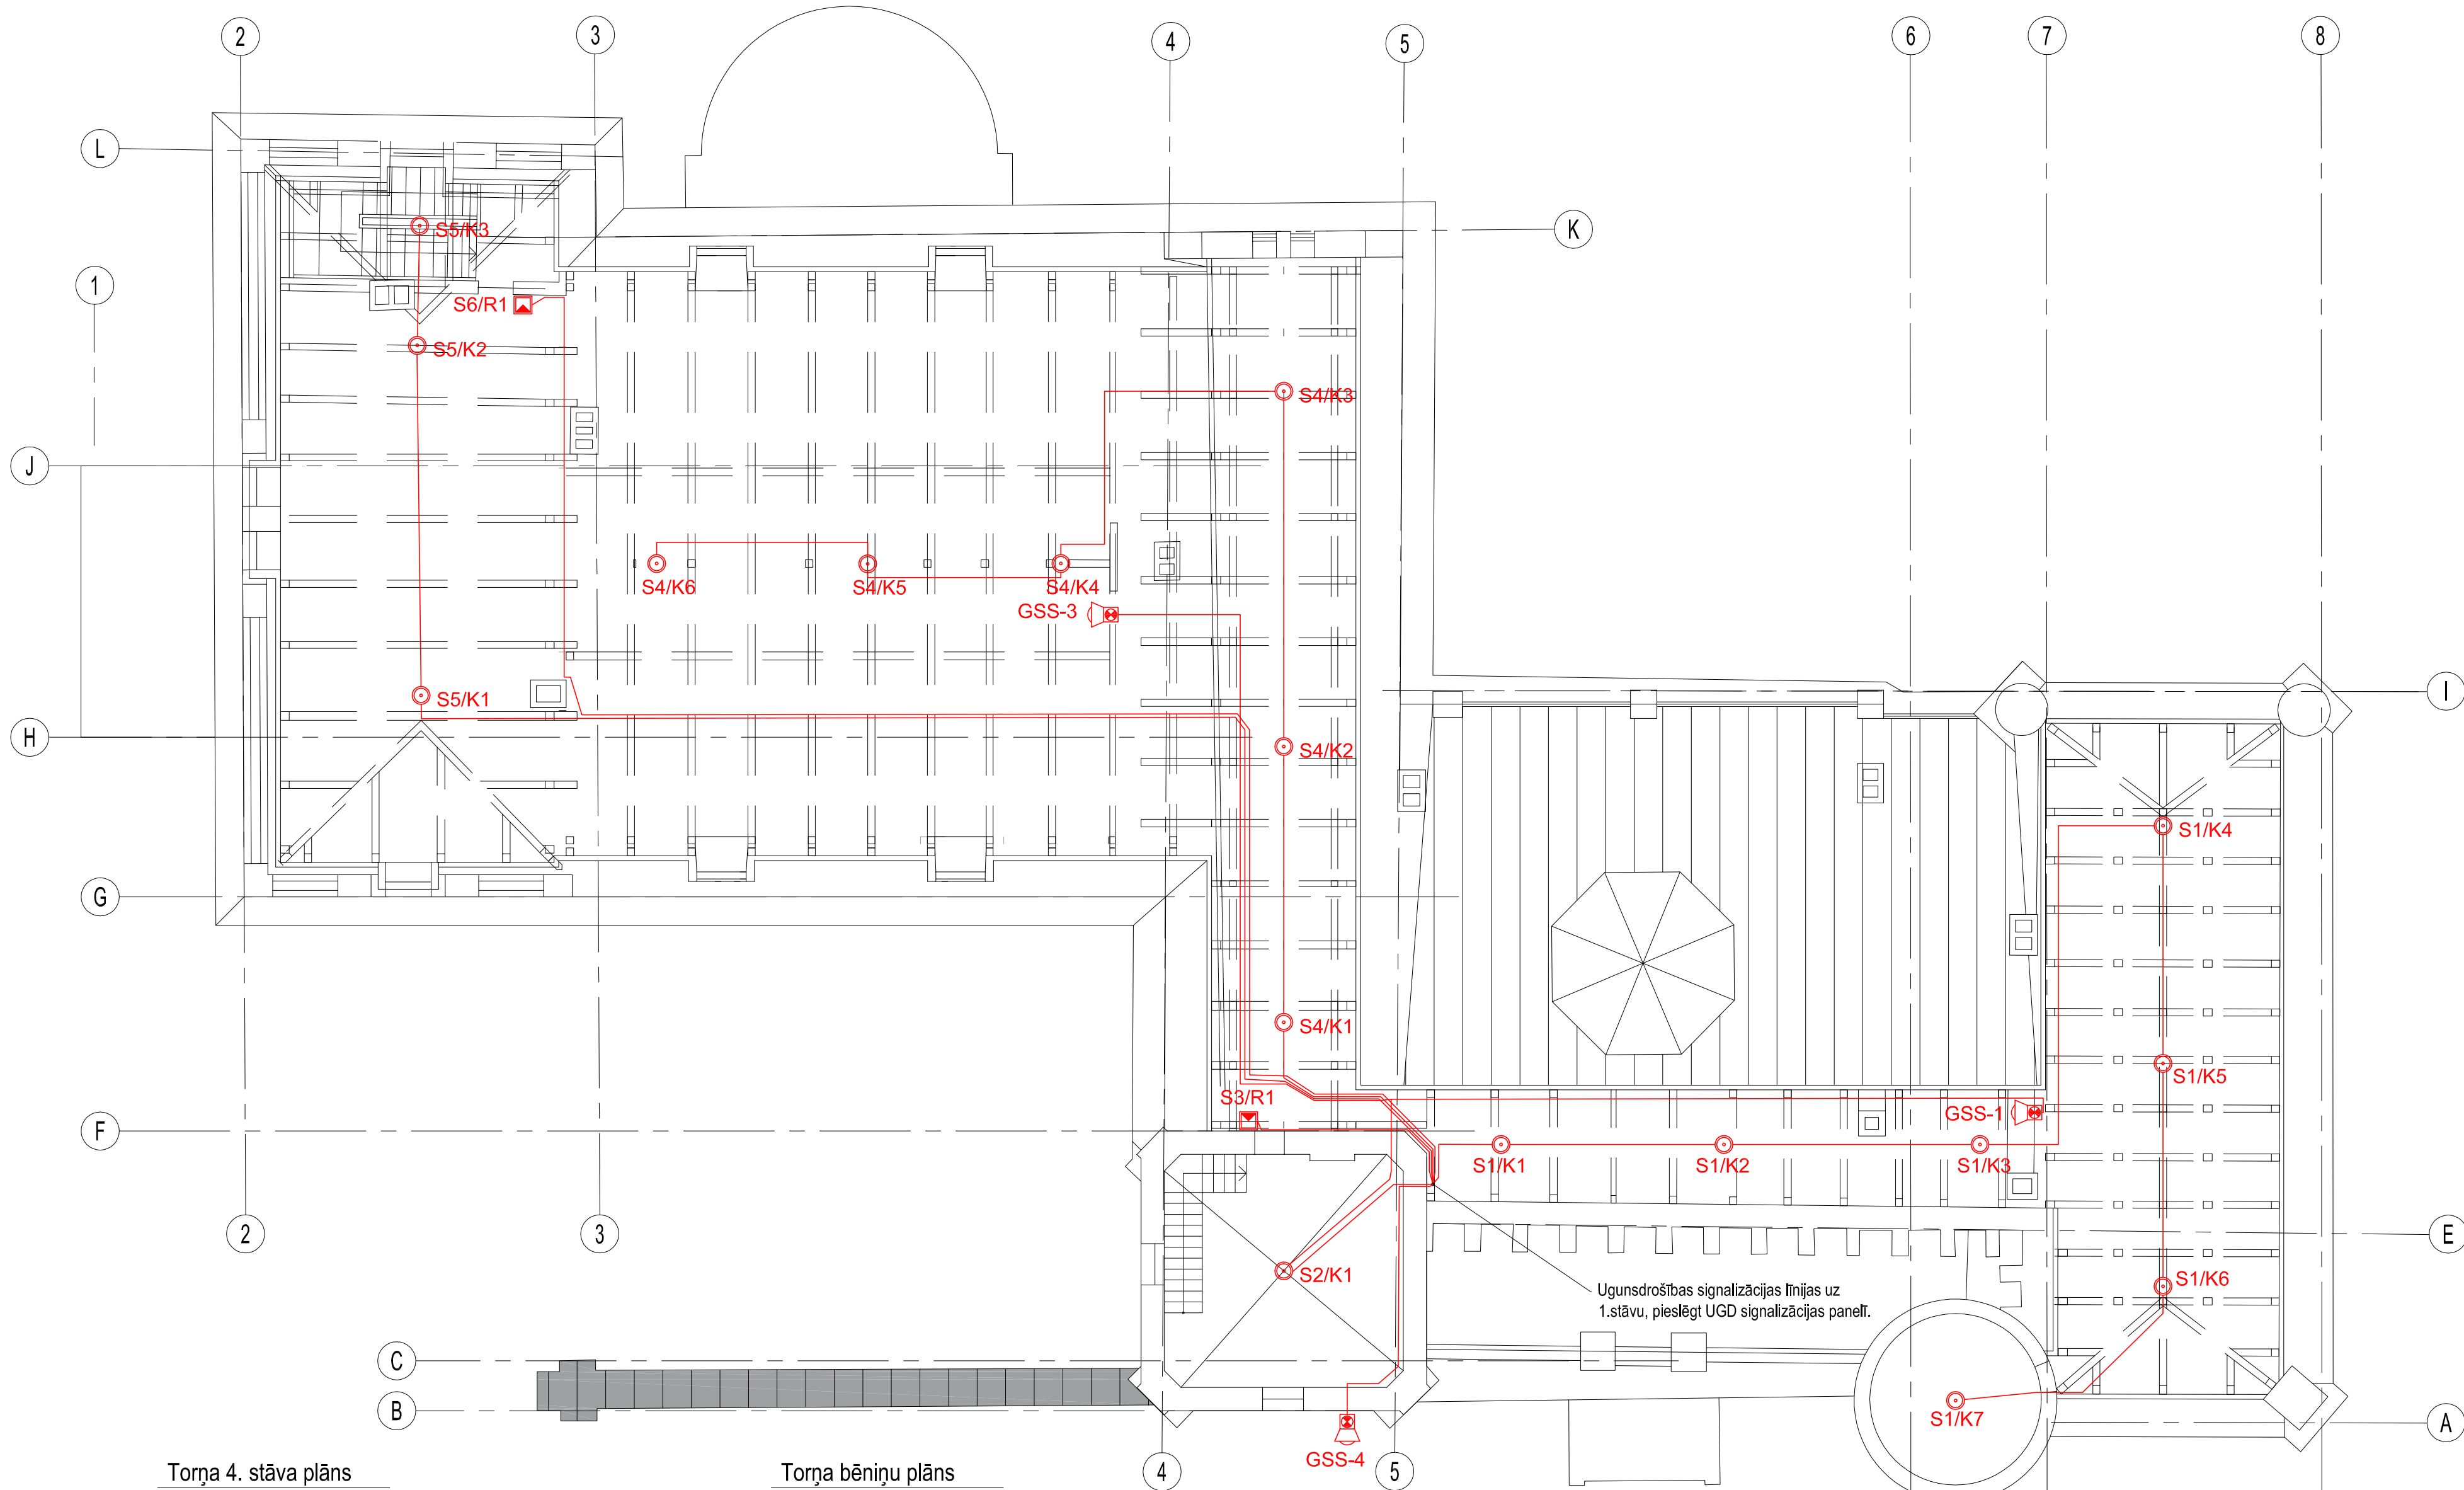 2
3
4
5
6
7
8
L
K
1
S5/K3
S6/R1
S5/K2
S4/K3
J
S4/K6
S4/K5
S4/K4
GSS-3
S5/K1
I
H
S4/K2
S1/K4
G
S4/K1
S1/K5
S3/R1
GSS-1
F
S1/K1
S1/K2
S1/K3
2
3
E
S2/K1
S1/K6
Ugunsdrošības signalizācijas līnijas uz
1.stāvu, pieslēgt UGD signalizācijas panelī.
C
B
S1/K7
A
GSS-4
4
5
Torņa 4. stāva plāns
Torņa bēniņu plāns